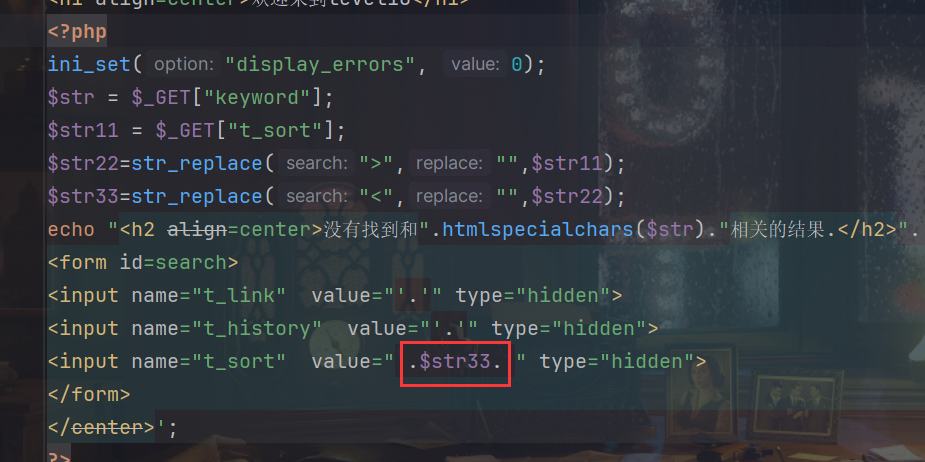 <h1 align=center>欢迎来到level10</h1>
<?php
ini_set( option: "display_errors", value: 0);
$str = $_GET["keyword"];
$str11 = $_GET["t_sort"];
$str22=str_replace( search: ">", replace: "",$str11);
$str33=str_replace( search: "<", replace: "",$str22);
echo "<h2 align=center>没有找到和".htmlspecialchars($str)."相关的结果.</h2>".
<form id=search>
<input name="t_link"  value="'.'" type="hidden">
<input name="t_history"  value="'.'" type="hidden">
<input name="t_sort"  value=" .$str33. " type="hidden">
</form>
</center>';
?>